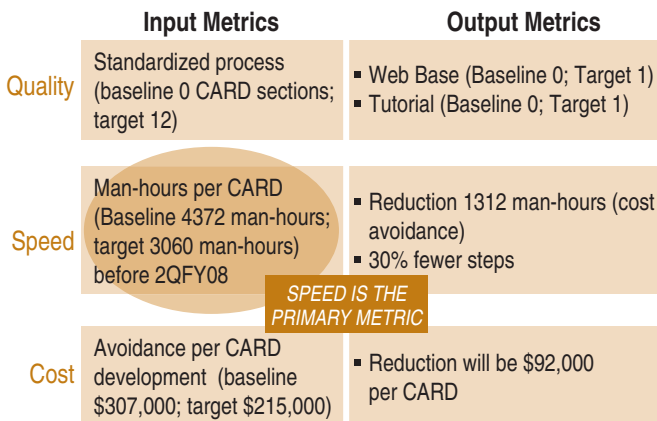 Input Metrics
Output Metrics
Quality
Standardized process
(baseline 0 CARD sections;
target 12)
▪ Web Base (Baseline 0; Target 1)
▪ Tutorial (Baseline 0; Target 1)
Speed
Man-hours per CARD
(Baseline 4372 man-hours;
target 3060 man-hours)
before 2QFY08
▪ Reduction 1312 man-hours (cost
avoidance)
▪ 30% fewer steps
SPEED IS THE
PRIMARY METRIC
Cost
Avoidance per CARD
development (baseline
$307,000; target $215,000)
▪ Reduction will be $92,000
per CARD